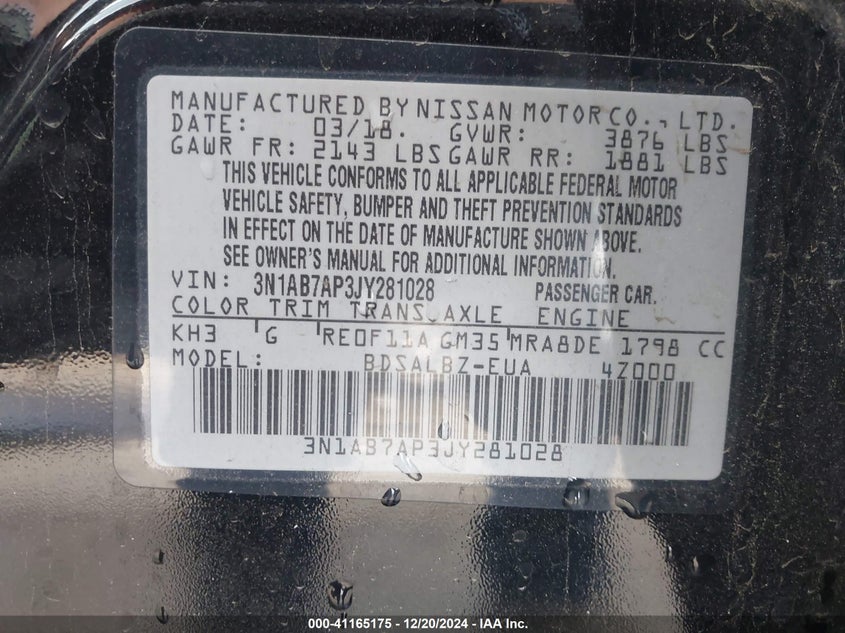 MANUFACTURED BY NISSAN MOTOR CO., LTD.
DATE: 03/18. GVWR: 3876 LBS
GAWR FR: 2143 LBS GAWR RR: 1881 LBS
THIS VEHICLE CONFORMS TO ALL APPLICABLE FEDERAL MOTOR
VEHICLE SAFETY, BUMPER AND THEFT PREVENTION STANDARDS
IN EFFECT ON THE DATE OF MANUFACTURE SHOWN ABOVE.
SEE OWNER'S MANUAL FOR ADDITIONAL INFORMATION.
VIN: 3N1AB7AP3JY281028 PASSENGER CAR.
COLOR TRIM TRANS AXLE ENGINE
KH3 G RE0F11A GM35 MRA8DE 1798 CC
MODEL: BDSALBZ-EUA 4Z000
3N1AB7AP3JY281028
000-41165175 - 12/20/2024 - IAA Inc.